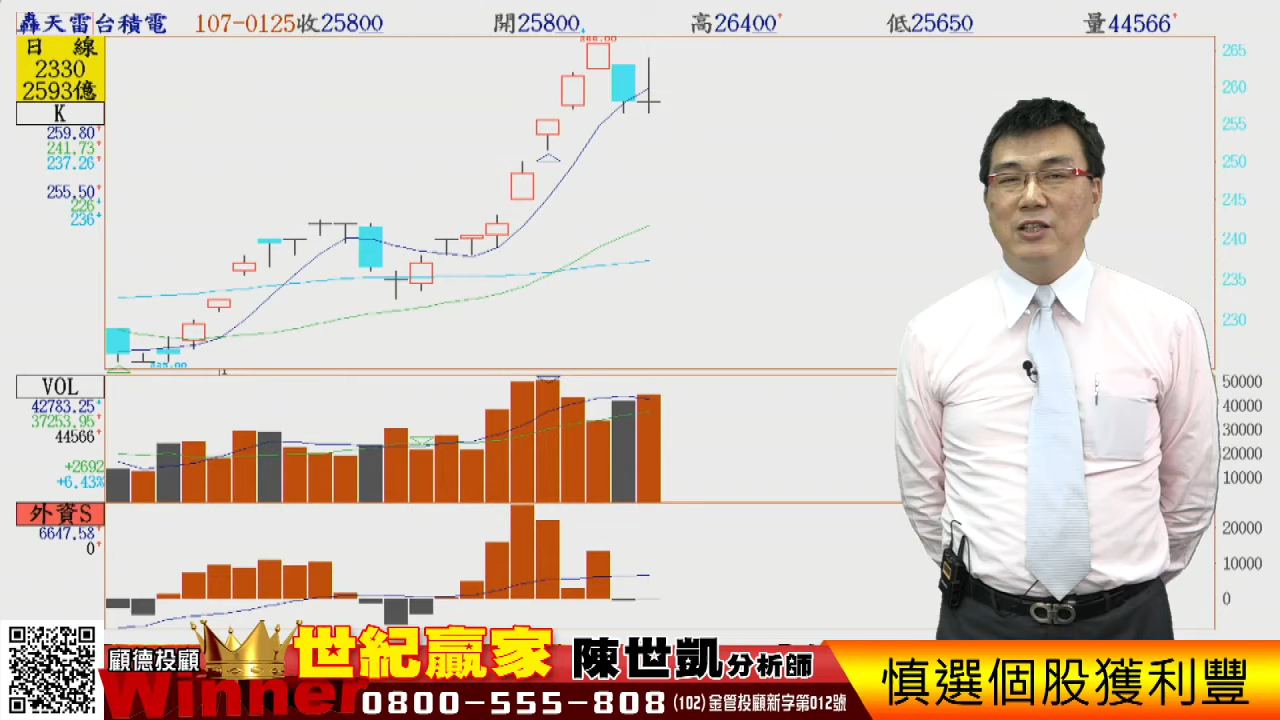 轟天雷台積電 107-0125收25800 開25800 高26400 低25650 量44566
日 線
2330
2593億
K
259.80
241.73
237.26
255.50
226
236
266.00
265
260
255
250
245
240
235
230
1
VOL
42783.25
37253.95
44566
+2692
+6.43%
50000
40000
30000
20000
10000
外資S
6647.58
0
20000
10000
0
顧德投顧
世紀贏家
陳世凱分析師
Winner
0800-555-808
(102)金管投顧新字第012號
慎選個股獲利豐